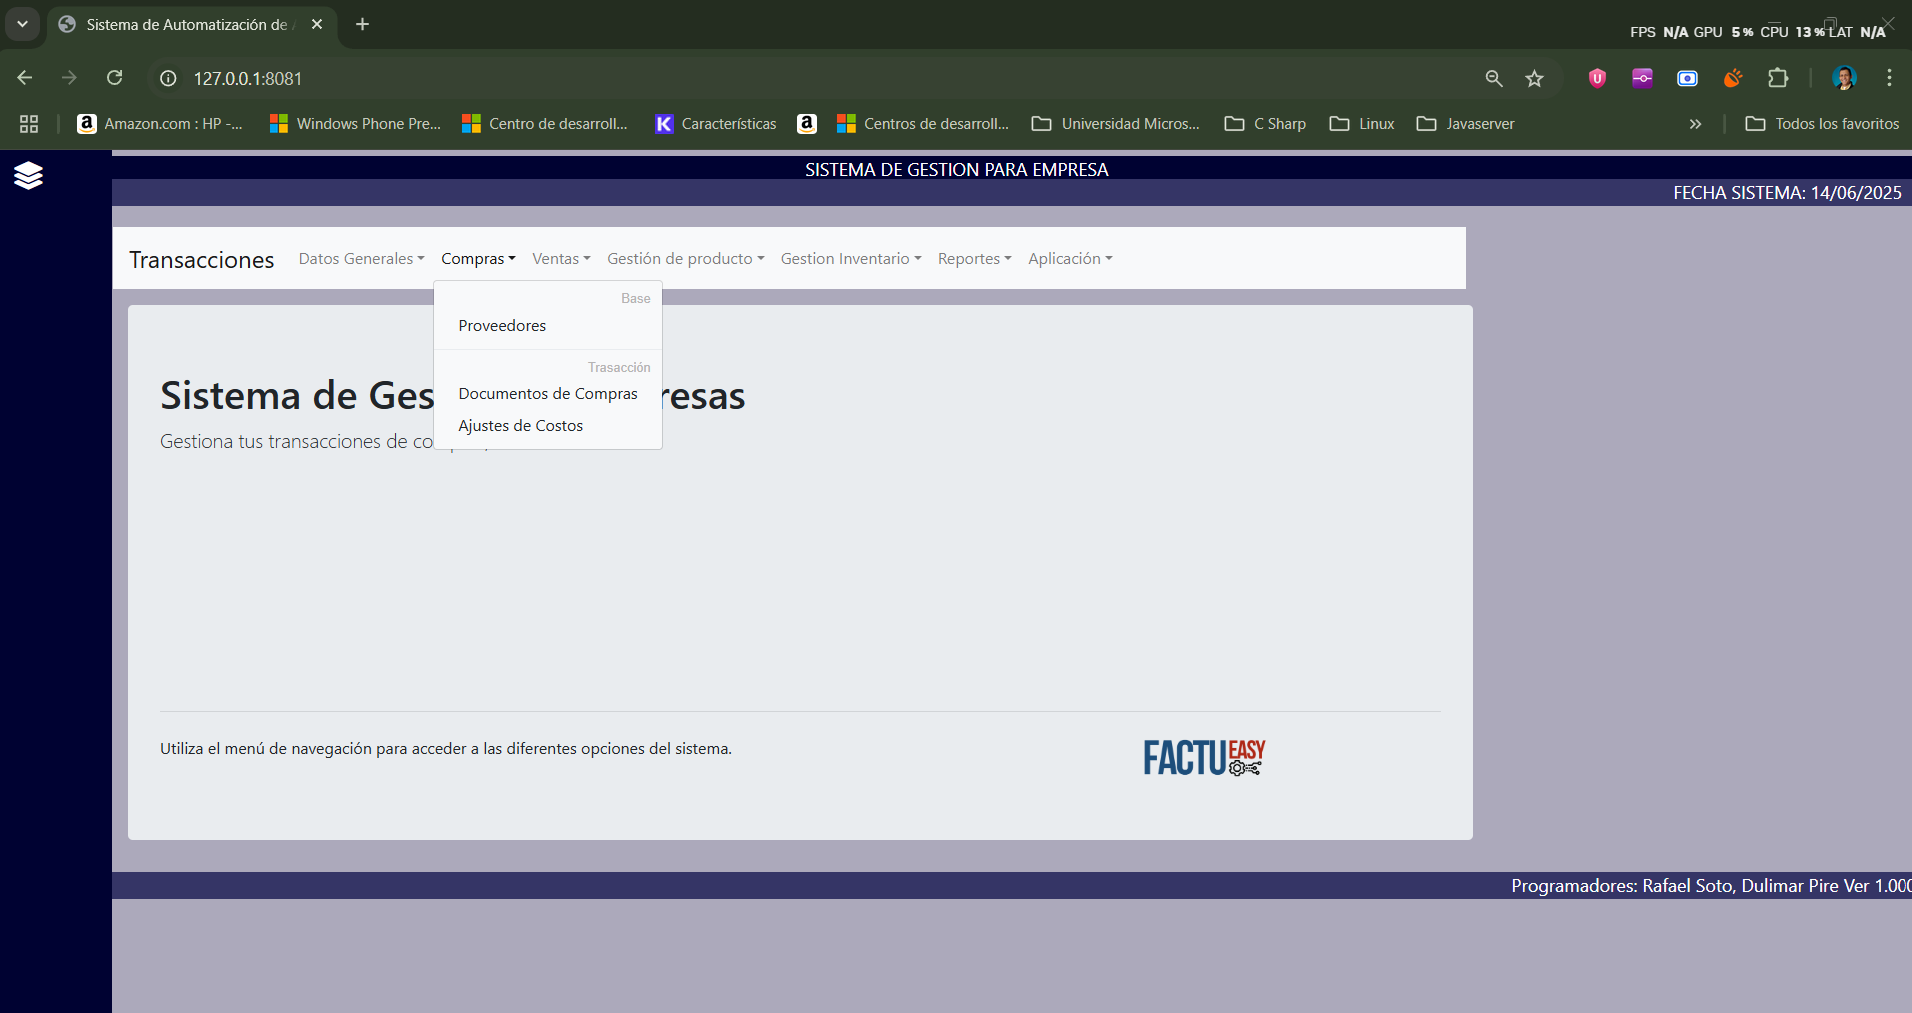 Sistema de Automatización de
FPS N/A GPU 5% CPU 13% LAT N/A
127.0.0.1:8081
Amazon.com : HP -...
Windows Phone Pre...
Centro de desarroll...
Características
Centros de desarroll...
Universidad Micros...
C Sharp
Linux
Javaserver
Todos los favoritos
SISTEMA DE GESTION PARA EMPRESA
FECHA SISTEMA: 14/06/2025
Transacciones
Datos Generales
Compras
Ventas
Gestión de producto
Gestion Inventario
Reportes
Aplicación
Base
Proveedores
Trasacción
Documentos de Compras
Ajustes de Costos
Sistema de Ges resas
Gestiona tus transacciones de co
Utiliza el menú de navegación para acceder a las diferentes opciones del sistema.
FACTU EASY
Programadores: Rafael Soto, Dulimar Pire Ver 1.000